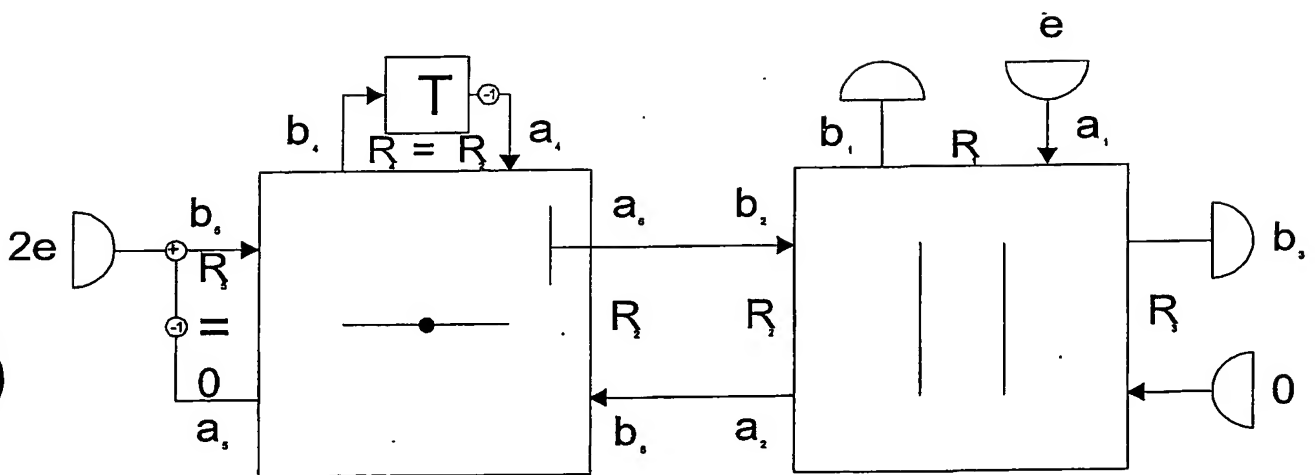 e
T
-1
b₄
a₄
R₄ = R₂
b₁
R₁
a₁
2e
b₅
+
R₅
a₆
b₂
b₃
-1
=
R₂
R₂
R₃
0
0
a₅
b₆
a₂